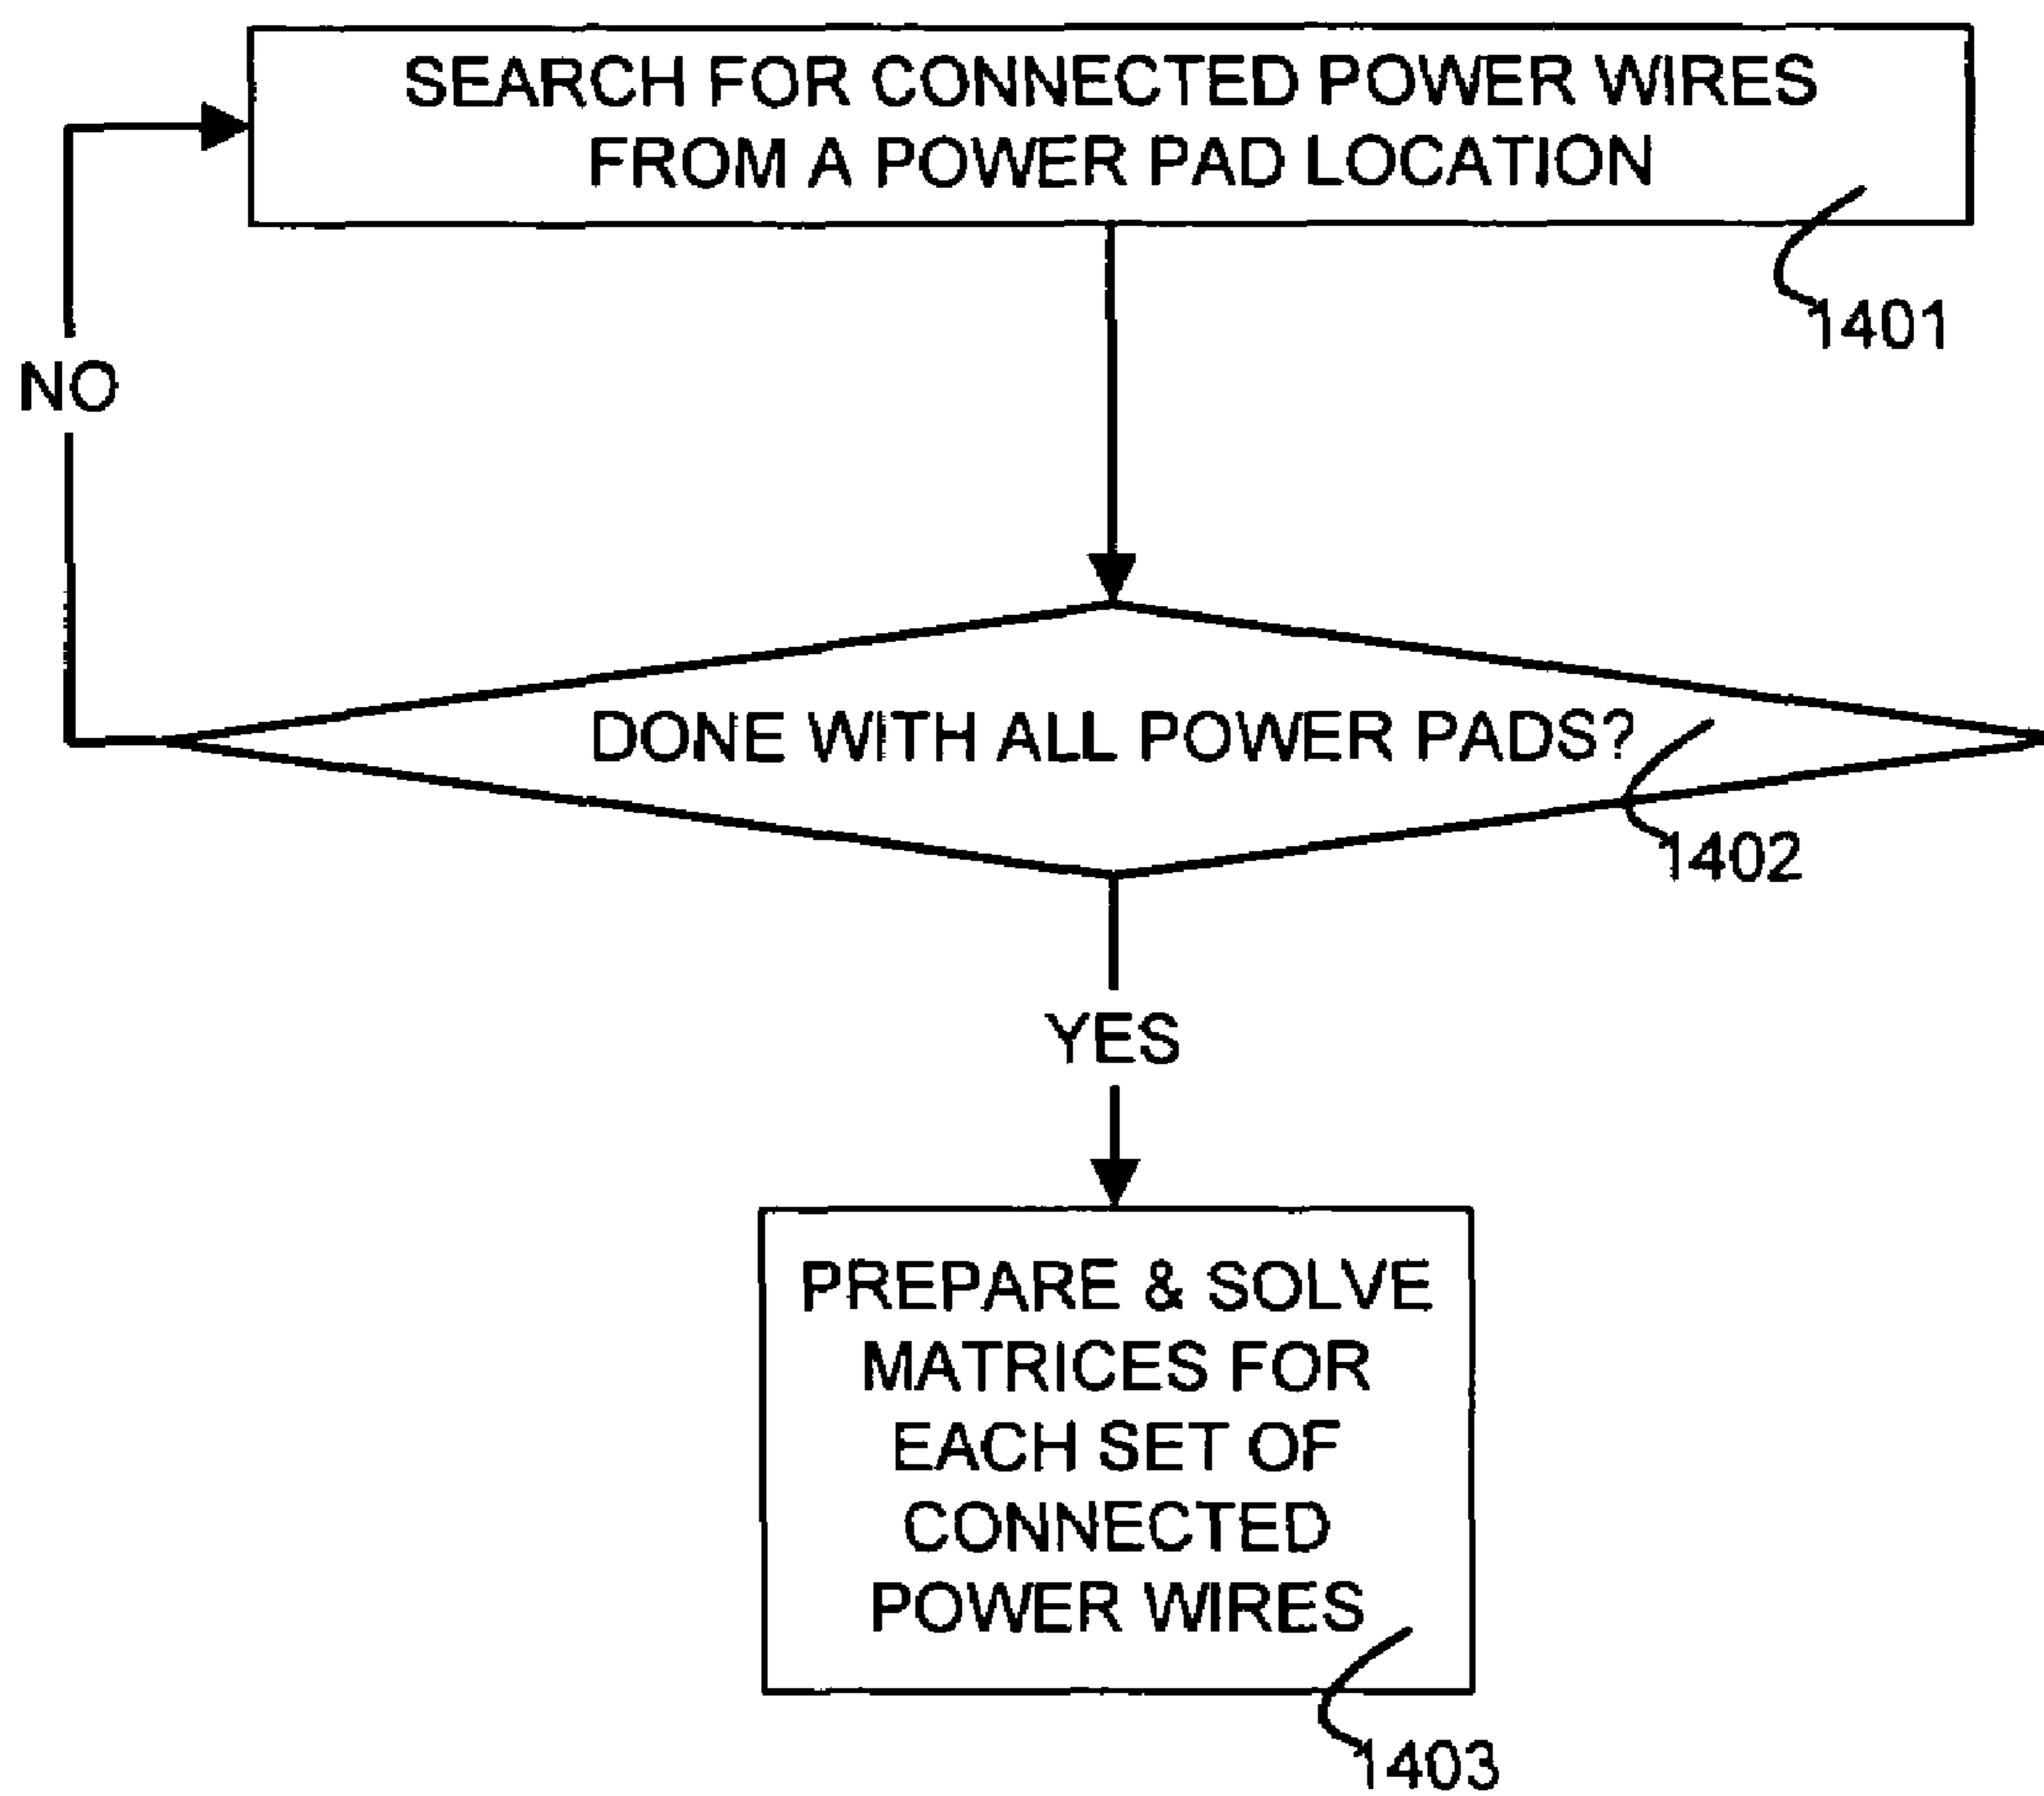 SEARCH FOR CONNECTED POWER WIRES
FROM A POWER PAD LOCATION
1401
NO
DONE WITH ALL POWER PADS?
1402
YES
PREPARE & SOLVE
MATRICES FOR
EACH SET OF
CONNECTED
POWER WIRES
1403